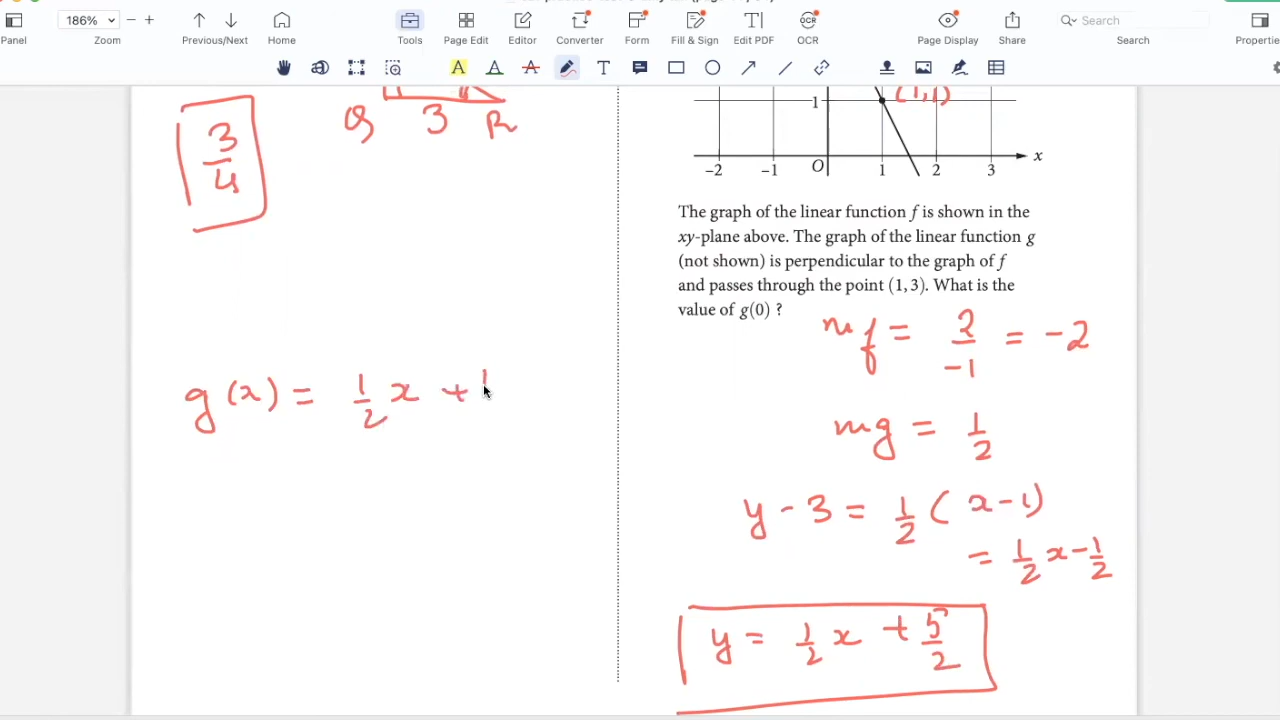 186%
Panel Zoom Previous/Next Home Tools Page Edit Editor Converter Form Fill & Sign Edit PDF OCR Page Display Share Search
Search
3/4
Q 3 R
g(x) = 1/2 x +
1 (1,1)
-2 -1 O 1 2 3 x
The graph of the linear function f is shown in the
xy-plane above. The graph of the linear function g
(not shown) is perpendicular to the graph of f
and passes through the point (1, 3). What is the
value of g(0) ?
mf = 2/-1 = -2
mg = 1/2
y - 3 = 1/2 (x-1)
= 1/2 x - 1/2
y = 1/2 x + 5/2